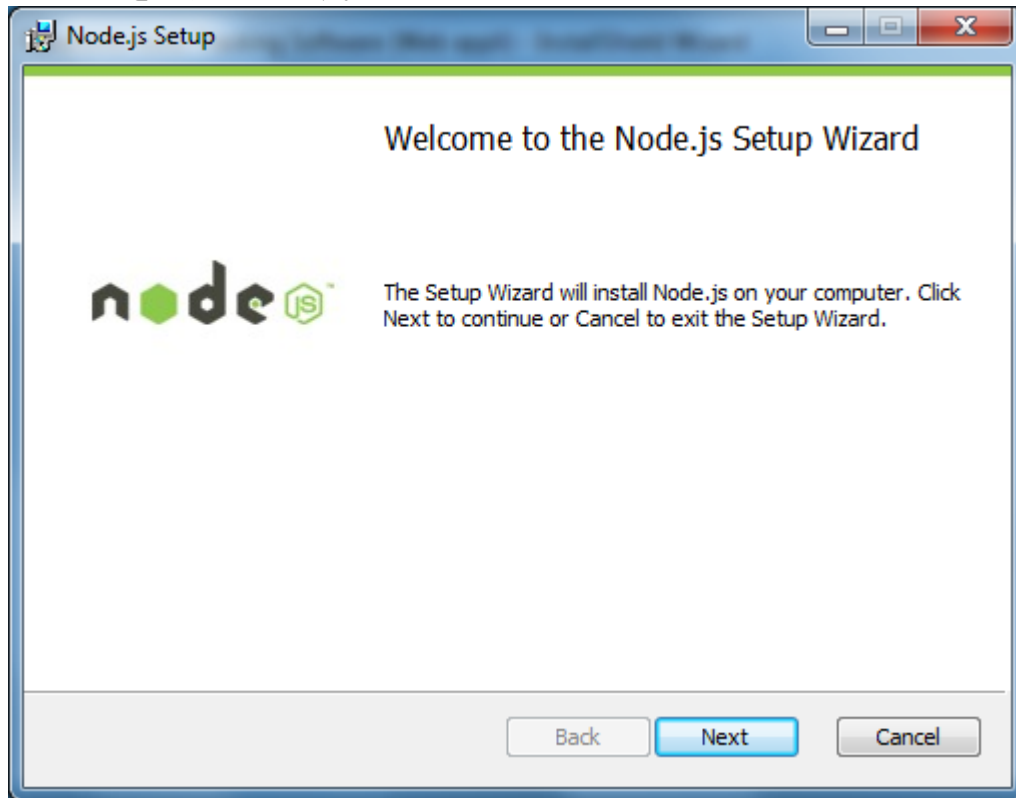 Node.js Setup
Welcome to the Node.js Setup Wizard
node JS
The Setup Wizard will install Node.js on your computer. Click
Next to continue or Cancel to exit the Setup Wizard.
Back
Next
Cancel